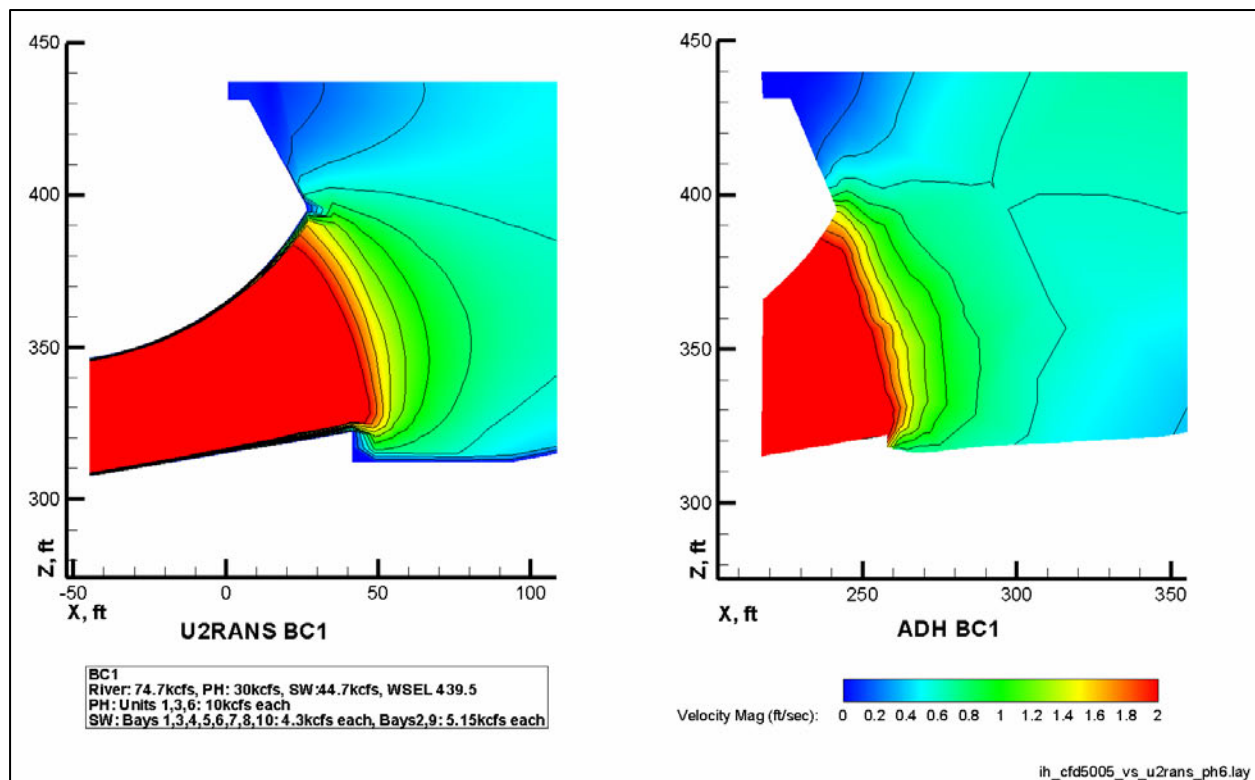 450
400
350
300
Z, ft
-50
0
50
100
X, ft
U2RANS BC1
450
400
350
300
Z, ft
250
300
350
X, ft
ADH BC1
BC1
River: 74.7kcfs, PH: 30kcfs, SW:44.7kcfs, WSEL 439.5
PH: Units 1,3,6: 10kcfs each
SW: Bays 1,3,4,5,6,7,8,10: 4.3kcfs each, Bays2,9: 5.15kcfs each
Velocity Mag (ft/sec): 0 0.2 0.4 0.6 0.8 1 1.2 1.4 1.6 1.8 2
ih_cfd5005_vs_u2rans_ph6.lay